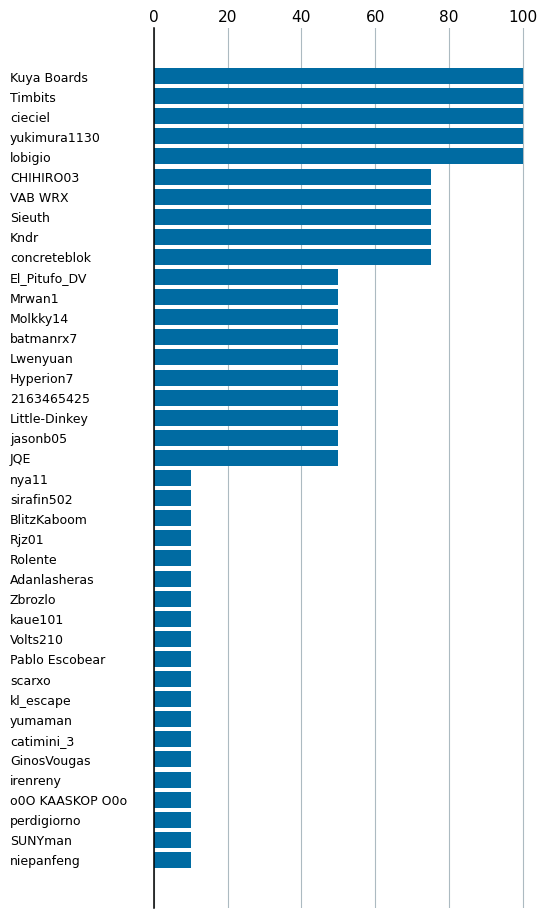 0 20 40 60 80 100
Kuya Boards
Timbits
cieciel
yukimura1130
lobigio
CHIHIRO03
VAB WRX
Sieuth
Kndr
concreteblok
El_Pitufo_DV
Mrwan1
Molkky14
batmanrx7
Lwenyuan
Hyperion7
2163465425
Little-Dinkey
jasonb05
JQE
nya11
sirafin502
BlitzKaboom
Rjz01
Rolente
Adanlasheras
Zbrozlo
kaue101
Volts210
Pablo Escobear
scarxo
kl_escape
yumaman
catimini_3
GinosVougas
irenreny
o0O KAASKOP O0o
perdigiorno
SUNYman
niepanfeng